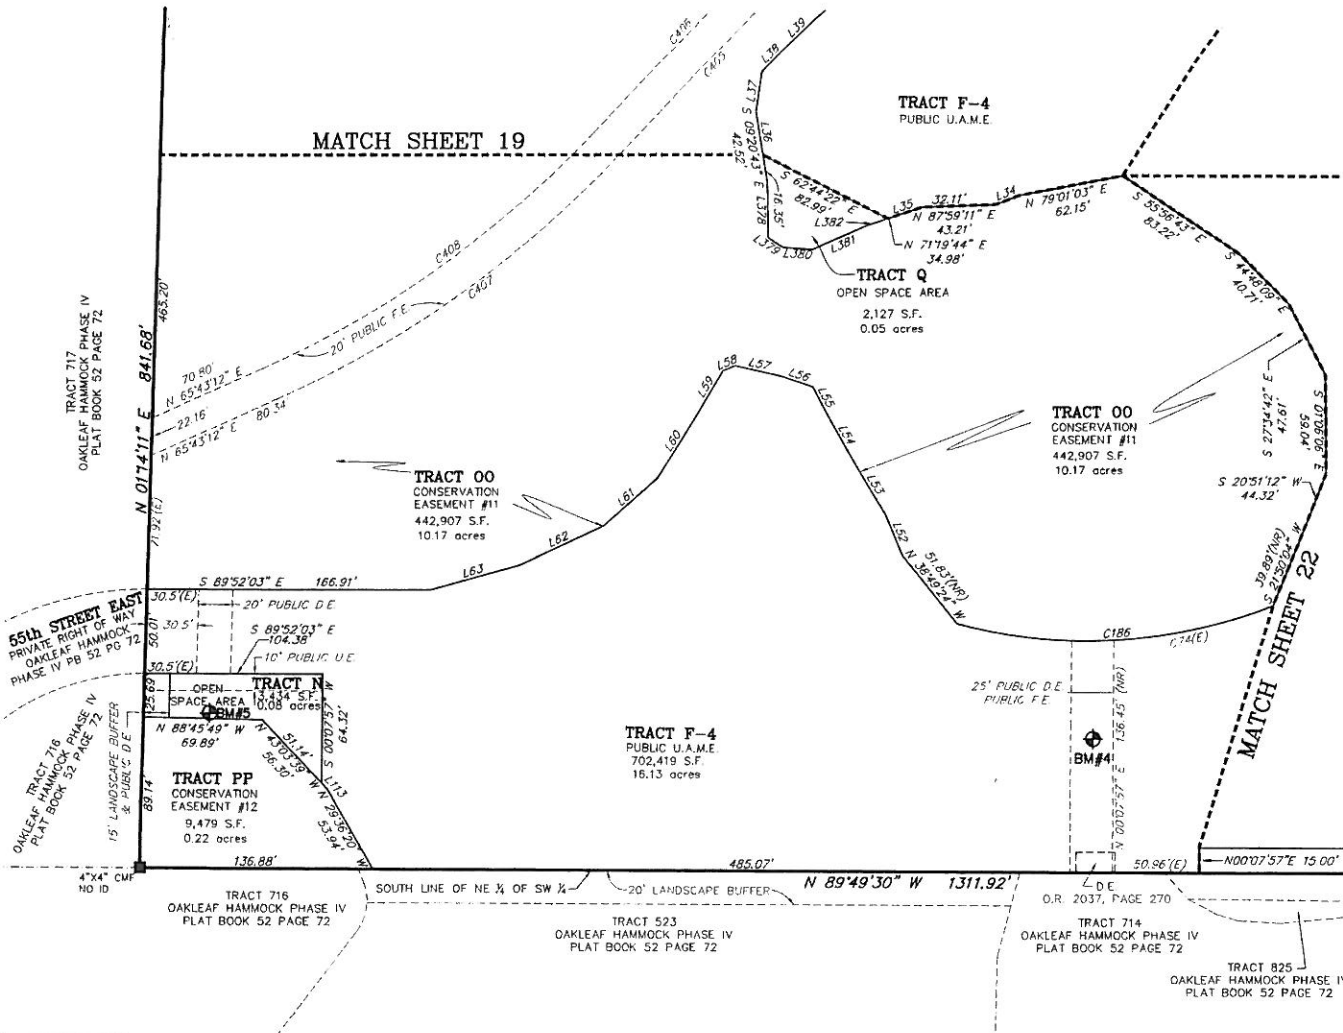 C406
C405
L38 L39
L37
S 09°20'43" E
42.52'
L36
TRACT F-4
PUBLIC U.A.M.E.
MATCH SHEET 19
S 62°44'22" E
82.99'
16.35'
L378
L379
L380
L381
L382
L35
32.11'
N 87°59'11" E
43.21'
L34
N 79°01'03" E
62.15'
N 71°19'44" E
34.98'
S 55°56'43" E
83.22'
S 44°48'09" E
40.71'
TRACT Q
OPEN SPACE AREA
2,127 S.F.
0.05 acres
C408
C407
20' PUBLIC F.E.
465.20'
TRACT 717
OAKLEAF HAMMOCK PHASE IV
PLAT BOOK 52 PAGE 72
N 01°14'11" E 841.68'
70.80'
N 65°43'12" E
22.16'
N 65°43'12" E 80.34'
71.92'(E)
L58
L57
L56
L59
L55
L60
L54
L61
L53
L62
L52
L63
TRACT OO
CONSERVATION
EASEMENT #11
442,907 S.F.
10.17 acres
TRACT OO
CONSERVATION
EASEMENT #11
442,907 S.F.
10.17 acres
S 27°34'42" E
47.61'
S 01°06'06" E
59.04'
S 20°51'12" W
44.32'
39.89'(NR)
S 21°50'04" W
MATCH SHEET 22
51.83'(NR)
N 38°49'24" W
C186
C74(E)
S 89°52'03" E 166.91'
30.5'(E)
20' PUBLIC D.E.
55th STREET EAST
PRIVATE RIGHT OF WAY
OAKLEAF HAMMOCK
PHASE IV PB 52 PG 72
50.01'
30.5'
S 89°52'03" E
104.38'
10' PUBLIC U.E.
30.5'(E)
25.69'
OPEN
SPACE AREA
TRACT N
3,434 S.F.
0.08 acres
BM#5
N 88°45'49" W
69.89'
51.14'
N 43°03'39" W
56.30'
S 00°07'57" W
64.32'
L113
N 29°36'20" W
53.94'
TRACT 716
OAKLEAF HAMMOCK PHASE IV
PLAT BOOK 52 PAGE 72
15' LANDSCAPE BUFFER
& PUBLIC D.E.
89.14'
TRACT PP
CONSERVATION
EASEMENT #12
9,479 S.F.
0.22 acres
TRACT F-4
PUBLIC U.A.M.E.
702,419 S.F.
16.13 acres
25' PUBLIC D.E.
PUBLIC F.E.
BM#4
N 00°07'57" E 136.45' (NR)
136.88'
485.07'
50.96'(E)
N00°07'57"E 15.00'
4"X4" CMF
NO ID
SOUTH LINE OF NE ¼ OF SW ¼
20' LANDSCAPE BUFFER
N 89°49'30" W 1311.92'
D.E.
O.R. 2037, PAGE 270
TRACT 716
OAKLEAF HAMMOCK PHASE IV
PLAT BOOK 52 PAGE 72
TRACT 523
OAKLEAF HAMMOCK PHASE IV
PLAT BOOK 52 PAGE 72
TRACT 714
OAKLEAF HAMMOCK PHASE IV
PLAT BOOK 52 PAGE 72
TRACT 825
OAKLEAF HAMMOCK PHASE IV
PLAT BOOK 52 PAGE 72